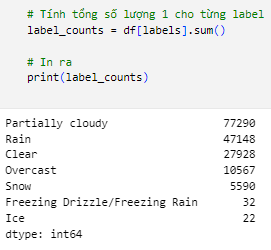 # Tính tổng số lượng 1 cho từng label
label_counts = df[labels].sum()
# In ra
print(label_counts)
Partially cloudy 77290
Rain 47148
Clear 27928
Overcast 10567
Snow 5590
Freezing Drizzle/Freezing Rain 32
Ice 22
dtype: int64